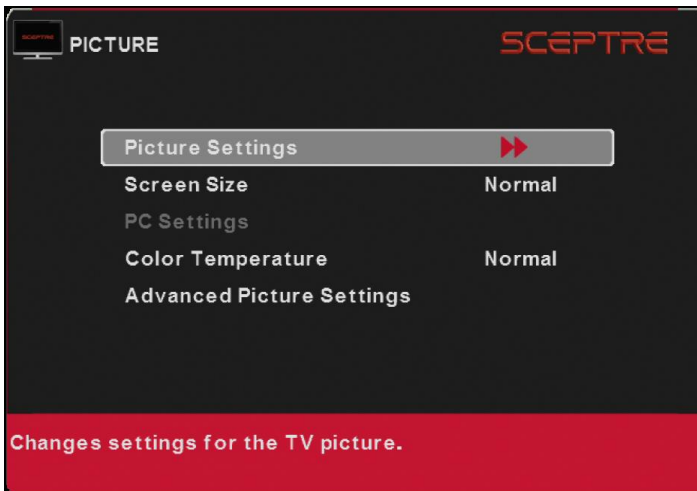 SCEPTRE
PICTURE
SCEPTRE
Picture Settings
Screen Size Normal
PC Settings
Color Temperature Normal
Advanced Picture Settings
Changes settings for the TV picture.